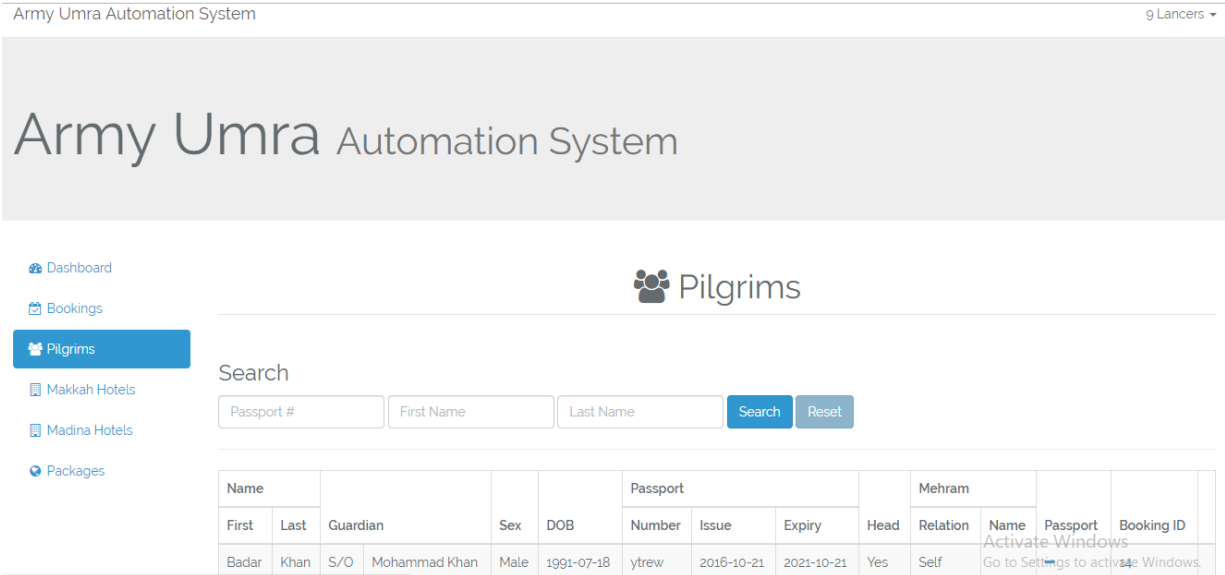 Army Umra Automation System 9 Lancers
Army Umra Automation System
Dashboard
Bookings
Pilgrims
Makkah Hotels
Madina Hotels
Packages
Pilgrims
Search
Passport # First Name Last Name Search Reset
Name Passport Mehram
First Last Guardian Sex DOB Number Issue Expiry Head Relation Name Passport Booking ID
Badar Khan S/O Mohammad Khan Male 1991-07-18 ytrew 2016-10-21 2021-10-21 Yes Self 14
Activate Windows
Go to Settings to activate Windows.